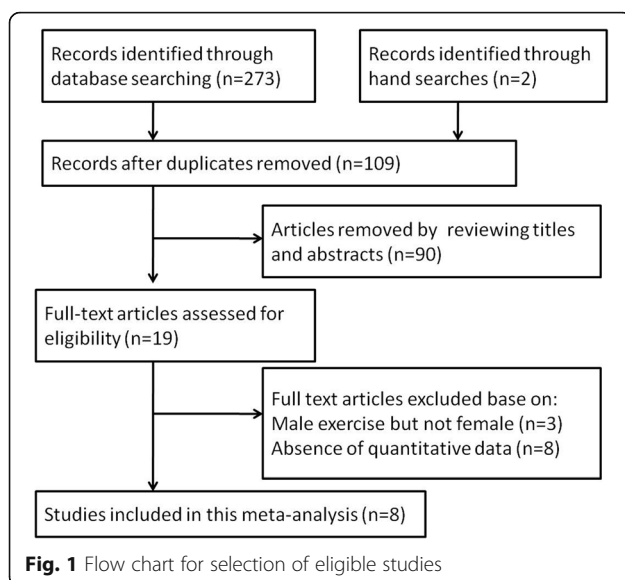 Records identified through
database searching (n=273)
Records identified through
hand searches (n=2)
Records after duplicates removed (n=109)
Articles removed by reviewing titles
and abstracts (n=90)
Full-text articles assessed for
eligibility (n=19)
Full text articles excluded base on:
Male exercise but not female (n=3)
Absence of quantitative data (n=8)
Studies included in this meta-analysis (n=8)
Fig. 1 Flow chart for selection of eligible studies